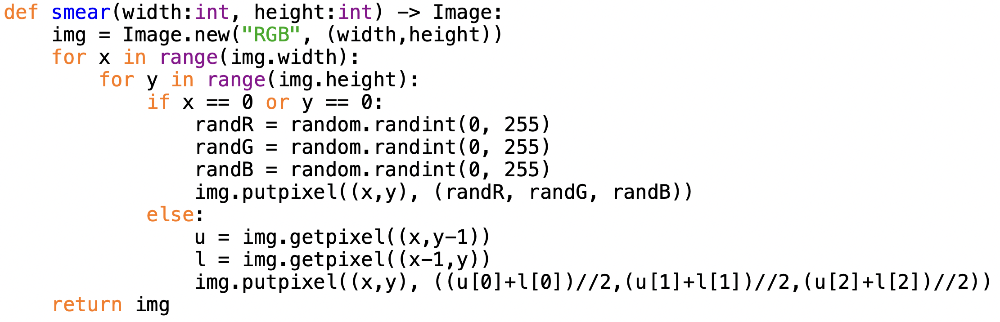 def smear(width:int, height:int) -> Image:
    img = Image.new("RGB", (width,height))
    for x in range(img.width):
        for y in range(img.height):
            if x == 0 or y == 0:
                randR = random.randint(0, 255)
                randG = random.randint(0, 255)
                randB = random.randint(0, 255)
                img.putpixel((x,y), (randR, randG, randB))
            else:
                u = img.getpixel((x,y-1))
                l = img.getpixel((x-1,y))
                img.putpixel((x,y), ((u[0]+l[0])//2,(u[1]+l[1])//2,(u[2]+l[2])//2))
    return img